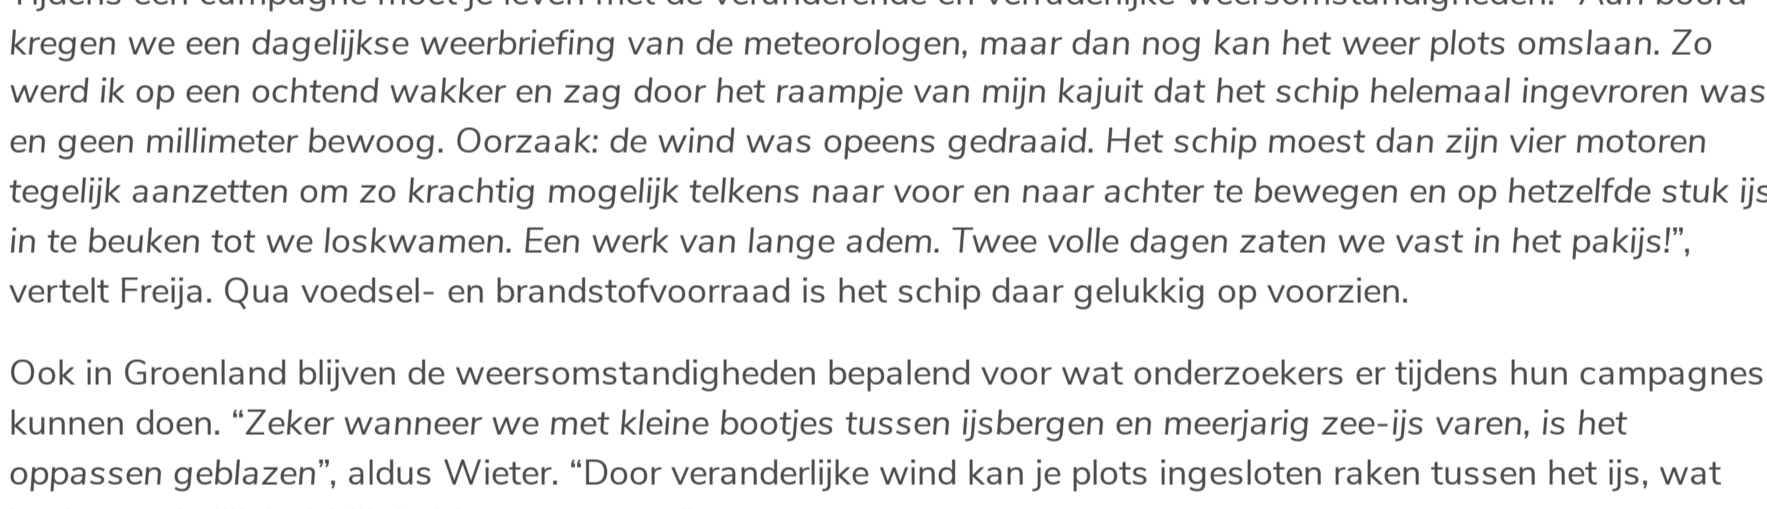 kregen we een dagelijkse weerbriefing van de meteorologen, maar dan nog kan het weer plots omslaan. Zo
werd ik op een ochtend wakker en zag door het raampje van mijn kajuit dat het schip helemaal ingevroren was
en geen millimeter bewoog. Oorzaak: de wind was opeens gedraaid. Het schip moest dan zijn vier motoren
tegelijk aanzetten om zo krachtig mogelijk telkens naar voor en naar achter te bewegen en op hetzelfde stuk ijs
in te beuken tot we loskwamen. Een werk van lange adem. Twee volle dagen zaten we vast in het pakijs!”,
vertelt Freija. Qua voedsel- en brandstofvoorraad is het schip daar gelukkig op voorzien.
Ook in Groenland blijven de weersomstandigheden bepalend voor wat onderzoekers er tijdens hun campagnes
kunnen doen. “Zeker wanneer we met kleine bootjes tussen ijsbergen en meerjarig zee-ijs varen, is het
oppassen geblazen”, aldus Wieter. “Door veranderlijke wind kan je plots ingesloten raken tussen het ijs, wat